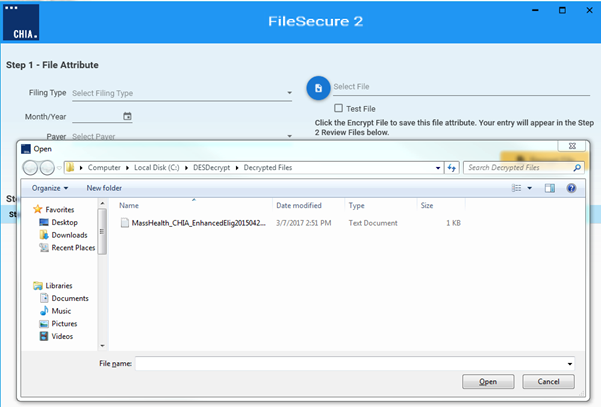 CHIA.
FileSecure 2
Step 1 - File Attribute
Filing Type Select Filing Type
Select File
Month/Year
Test File
Click the Encrypt File to save this file attribute. Your entry will appear in the Step
2 Review Files below.
Payer Select Payer
Open
Computer Local Disk (C:) DESDecrypt Decrypted Files
Search Decrypted Files
Organize New folder
Favorites
Desktop
Downloads
Recent Places
Libraries
Documents
Music
Pictures
Videos
Name Date modified Type Size
MassHealth_CHIA_EnhancedElig2015042... 3/7/2017 2:51 PM Text Document 1 KB
File name:
Open Cancel